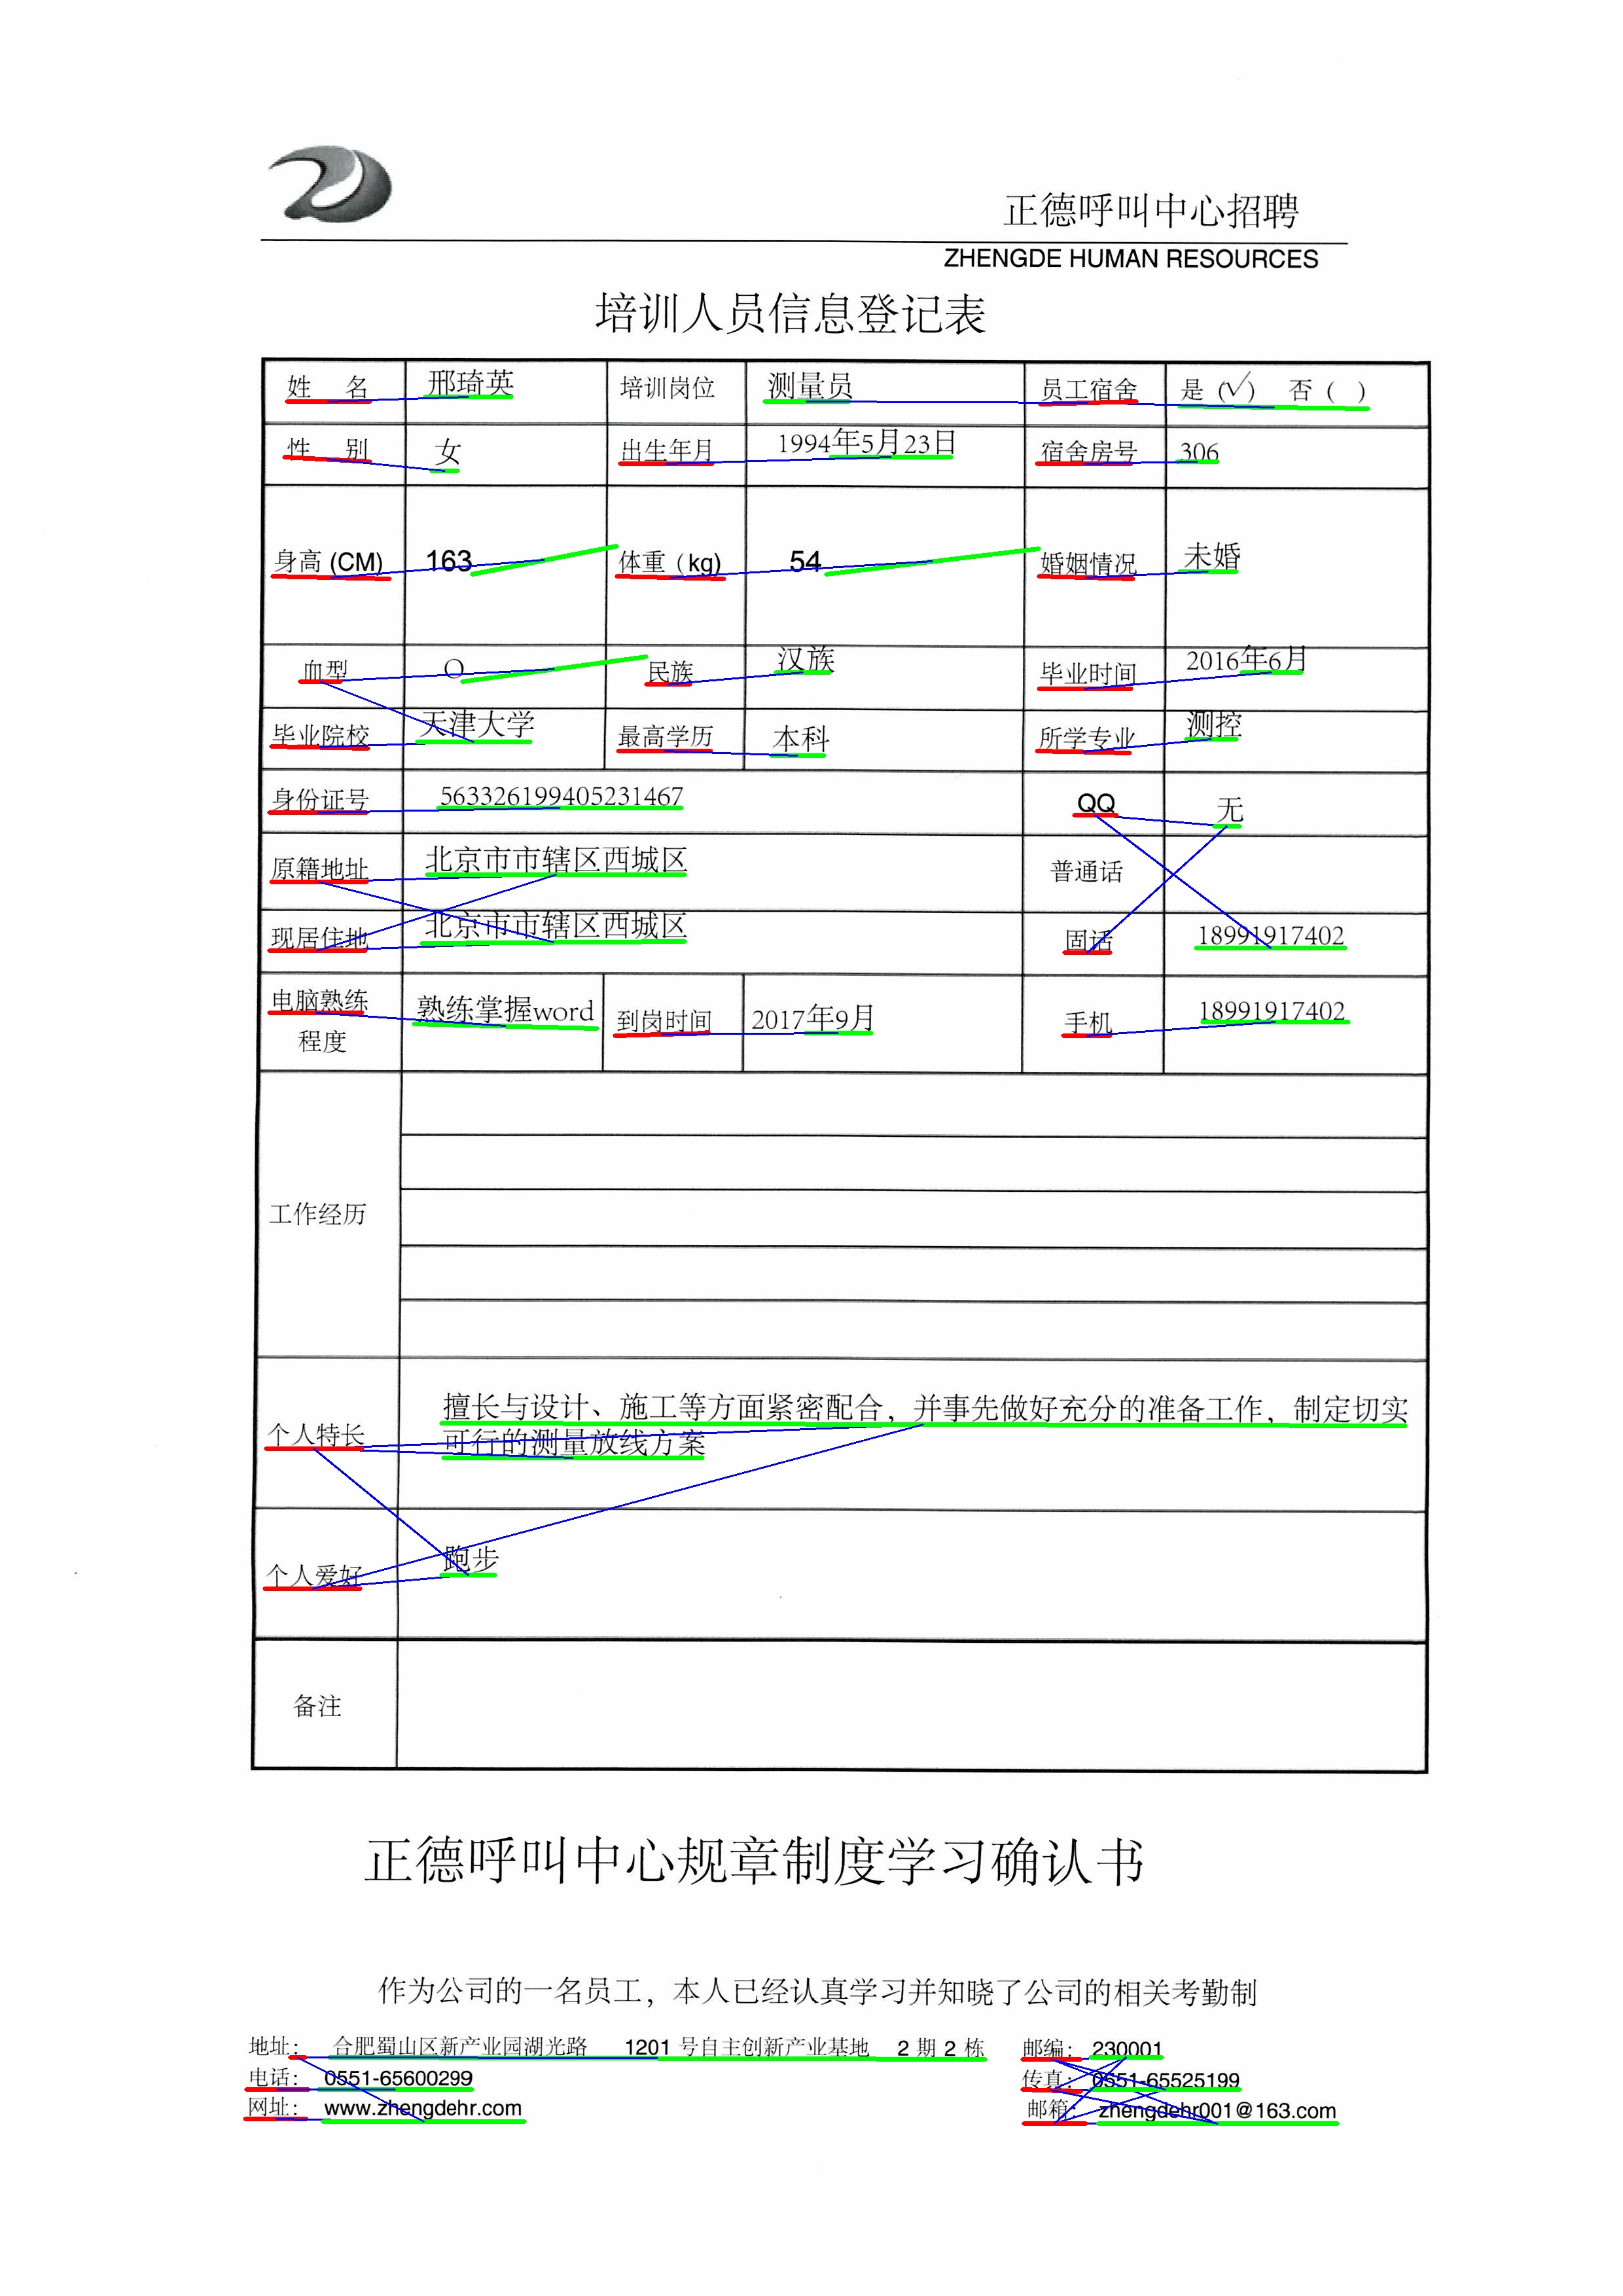 正德呼叫中心招聘
ZHENGDE HUMAN RESOURCES
培训人员信息登记表
姓 名 邢琦英 培训岗位 测量员 员工宿舍 是 (√) 否 ( )
性 别 女 出生年月 1994年5月23日 宿舍房号 306
身高 (CM) 163 体重 (kg) 54 婚姻情况 未婚
血型 O 民族 汉族 毕业时间 2016年6月
毕业院校 天津大学 最高学历 本科 所学专业 测控
身份证号 563326199405231467 QQ 无
原籍地址 北京市市辖区西城区 普通话
现居住地 北京市市辖区西城区 固话 18991917402
电脑熟练 熟练掌握word 到岗时间 2017年9月 手机 18991917402
程度
工作经历
个人特长 擅长与设计、施工等方面紧密配合，并事先做好充分的准备工作，制定切实
可行的测量放线方案
个人爱好 跑步
备注
正德呼叫中心规章制度学习确认书
作为公司的一名员工，本人已经认真学习并知晓了公司的相关考勤制
地址： 合肥蜀山区新产业园湖光路 1201 号自主创新产业基地 2 期 2 栋 邮编： 230001
电话： 0551-65600299 传真： 0551-65525199
网址： www.zhengdehr.com 邮箱： zhengdehr001@163.com